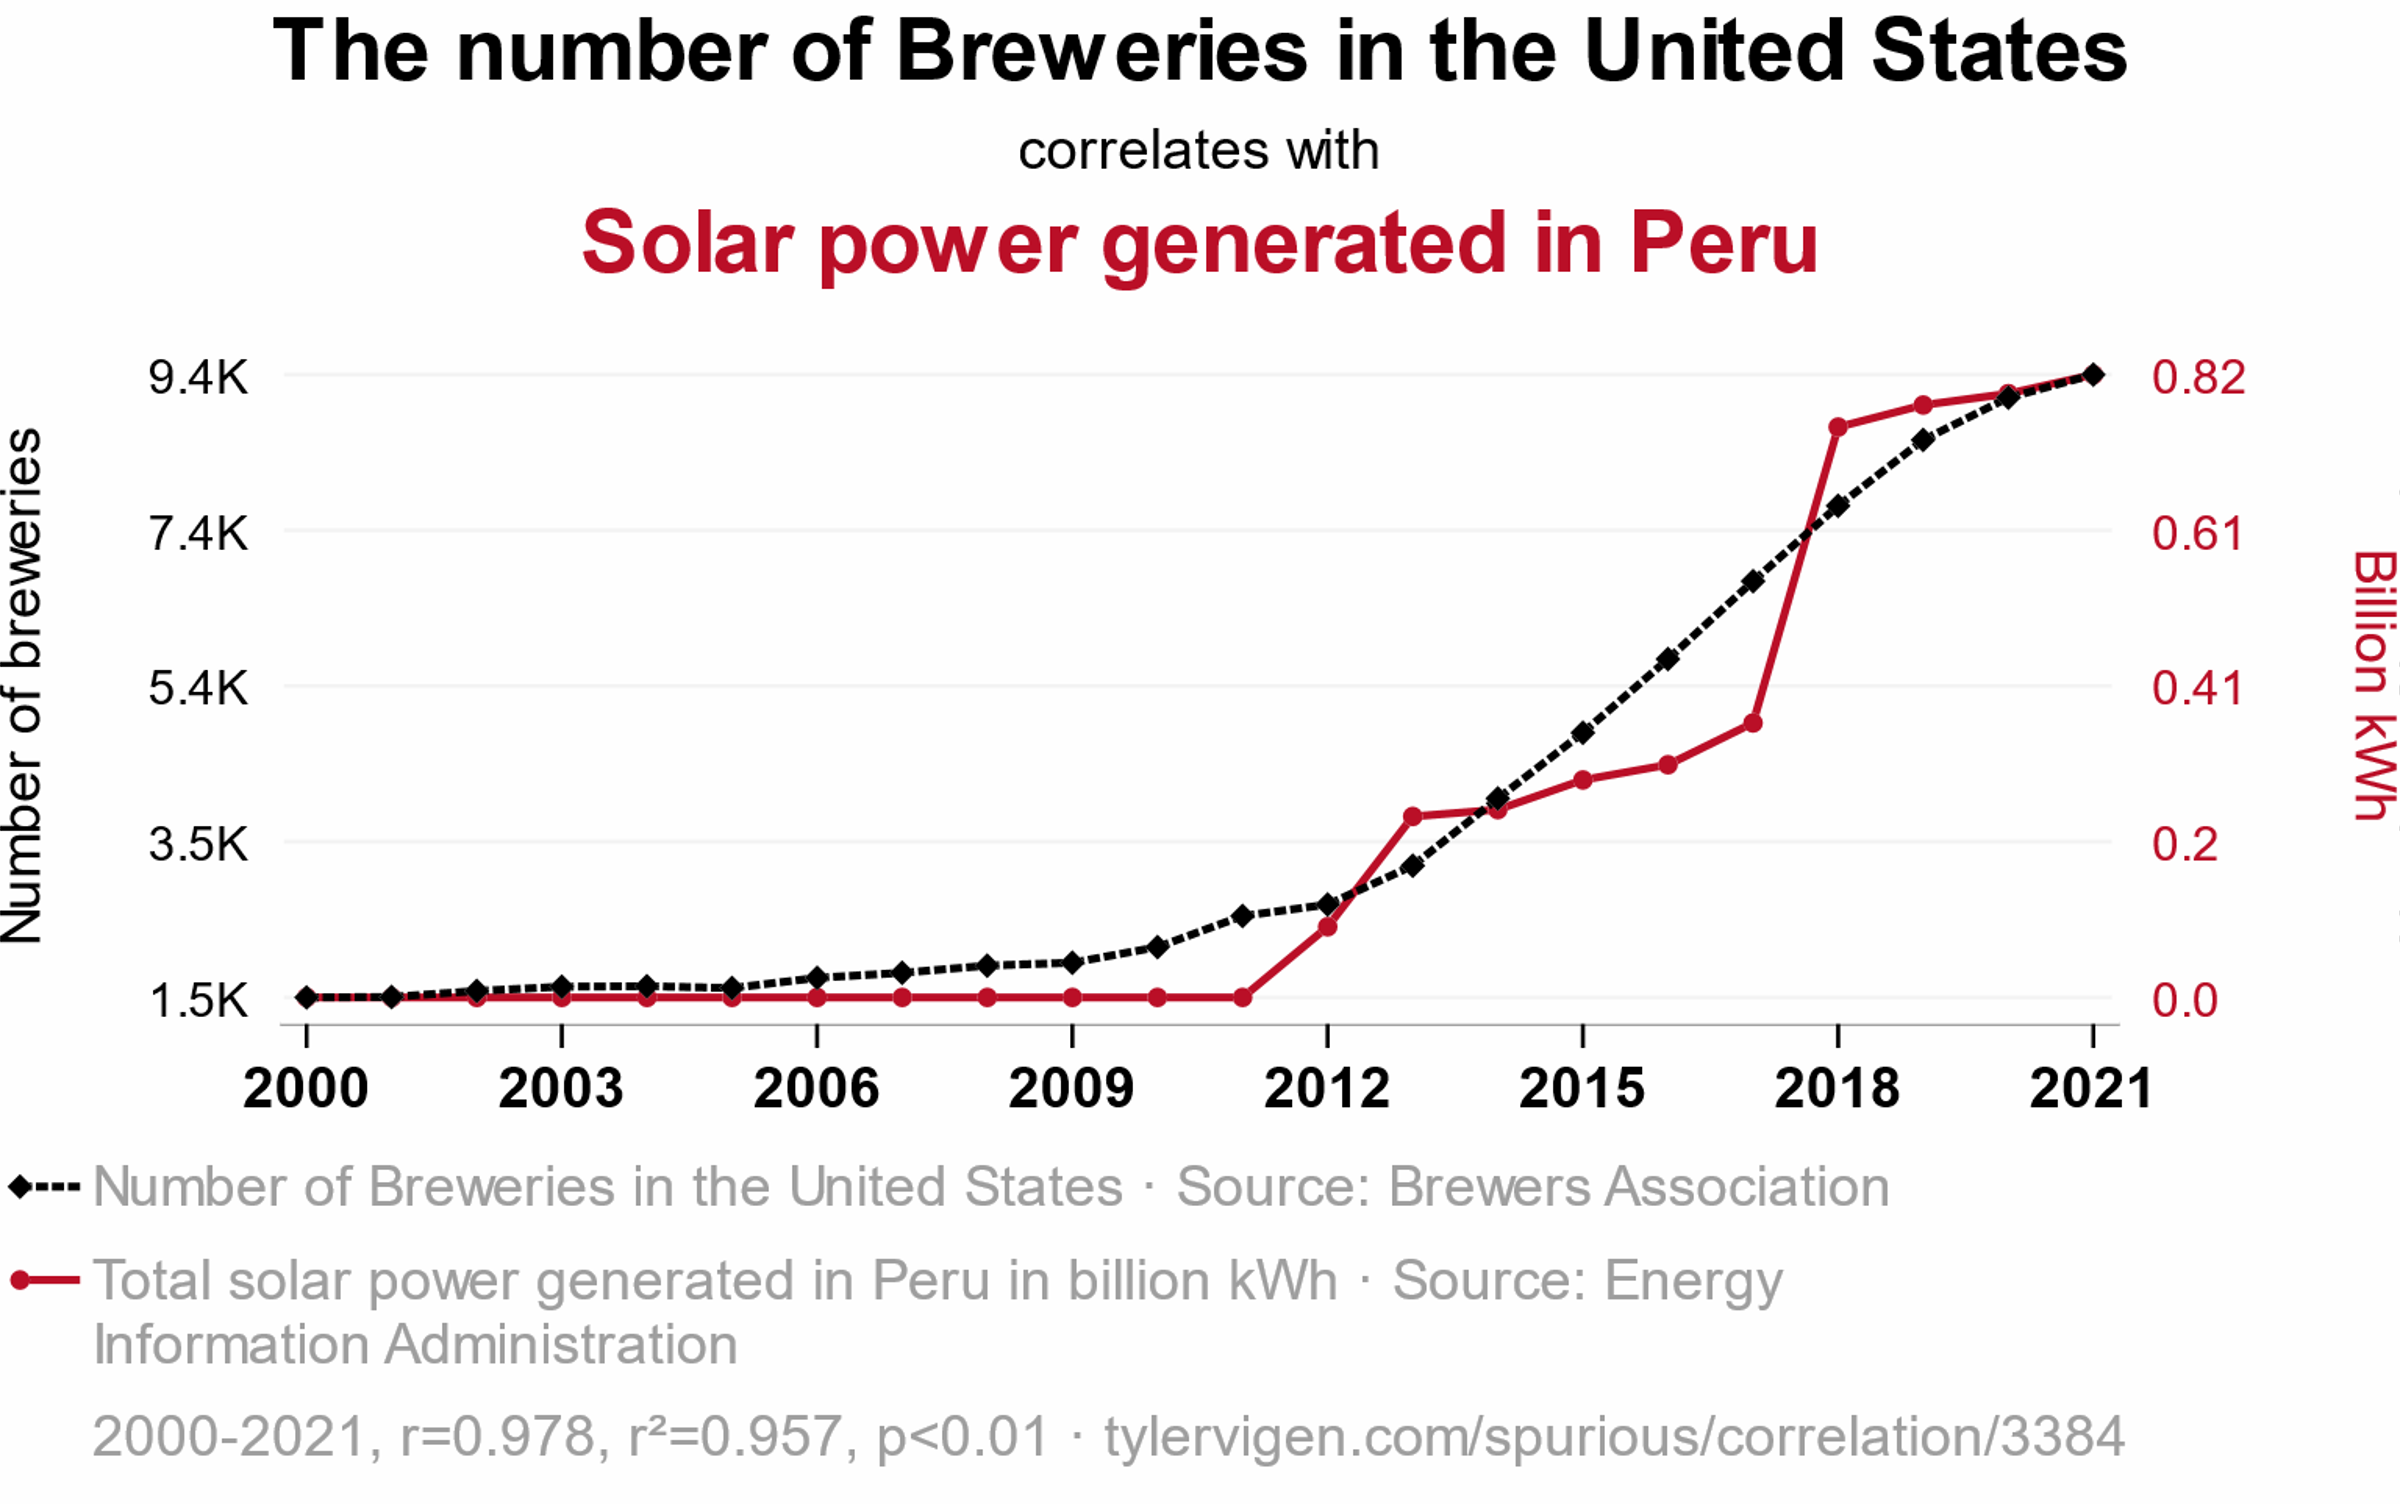 The number of Breweries in the United States
correlates with
Solar power generated in Peru
Number of breweries
9.4K
7.4K
5.4K
3.5K
1.5K
0.82
0.61
0.41
0.2
0.0
Billion kWh
2000 2003 2006 2009 2012 2015 2018 2021
Number of Breweries in the United States · Source: Brewers Association
Total solar power generated in Peru in billion kWh · Source: Energy
Information Administration
2000-2021, r=0.978, r²=0.957, p<0.01 · tylervigen.com/spurious/correlation/3384